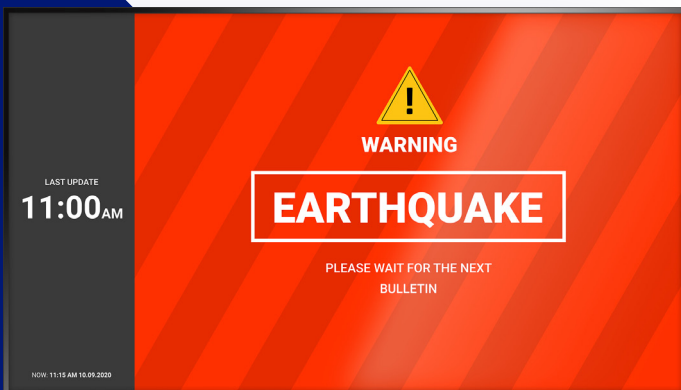 LAST UPDATE
11:00AM
NOW: 11:15 AM 10.09.2020
!
WARNING
EARTHQUAKE
PLEASE WAIT FOR THE NEXT
BULLETIN